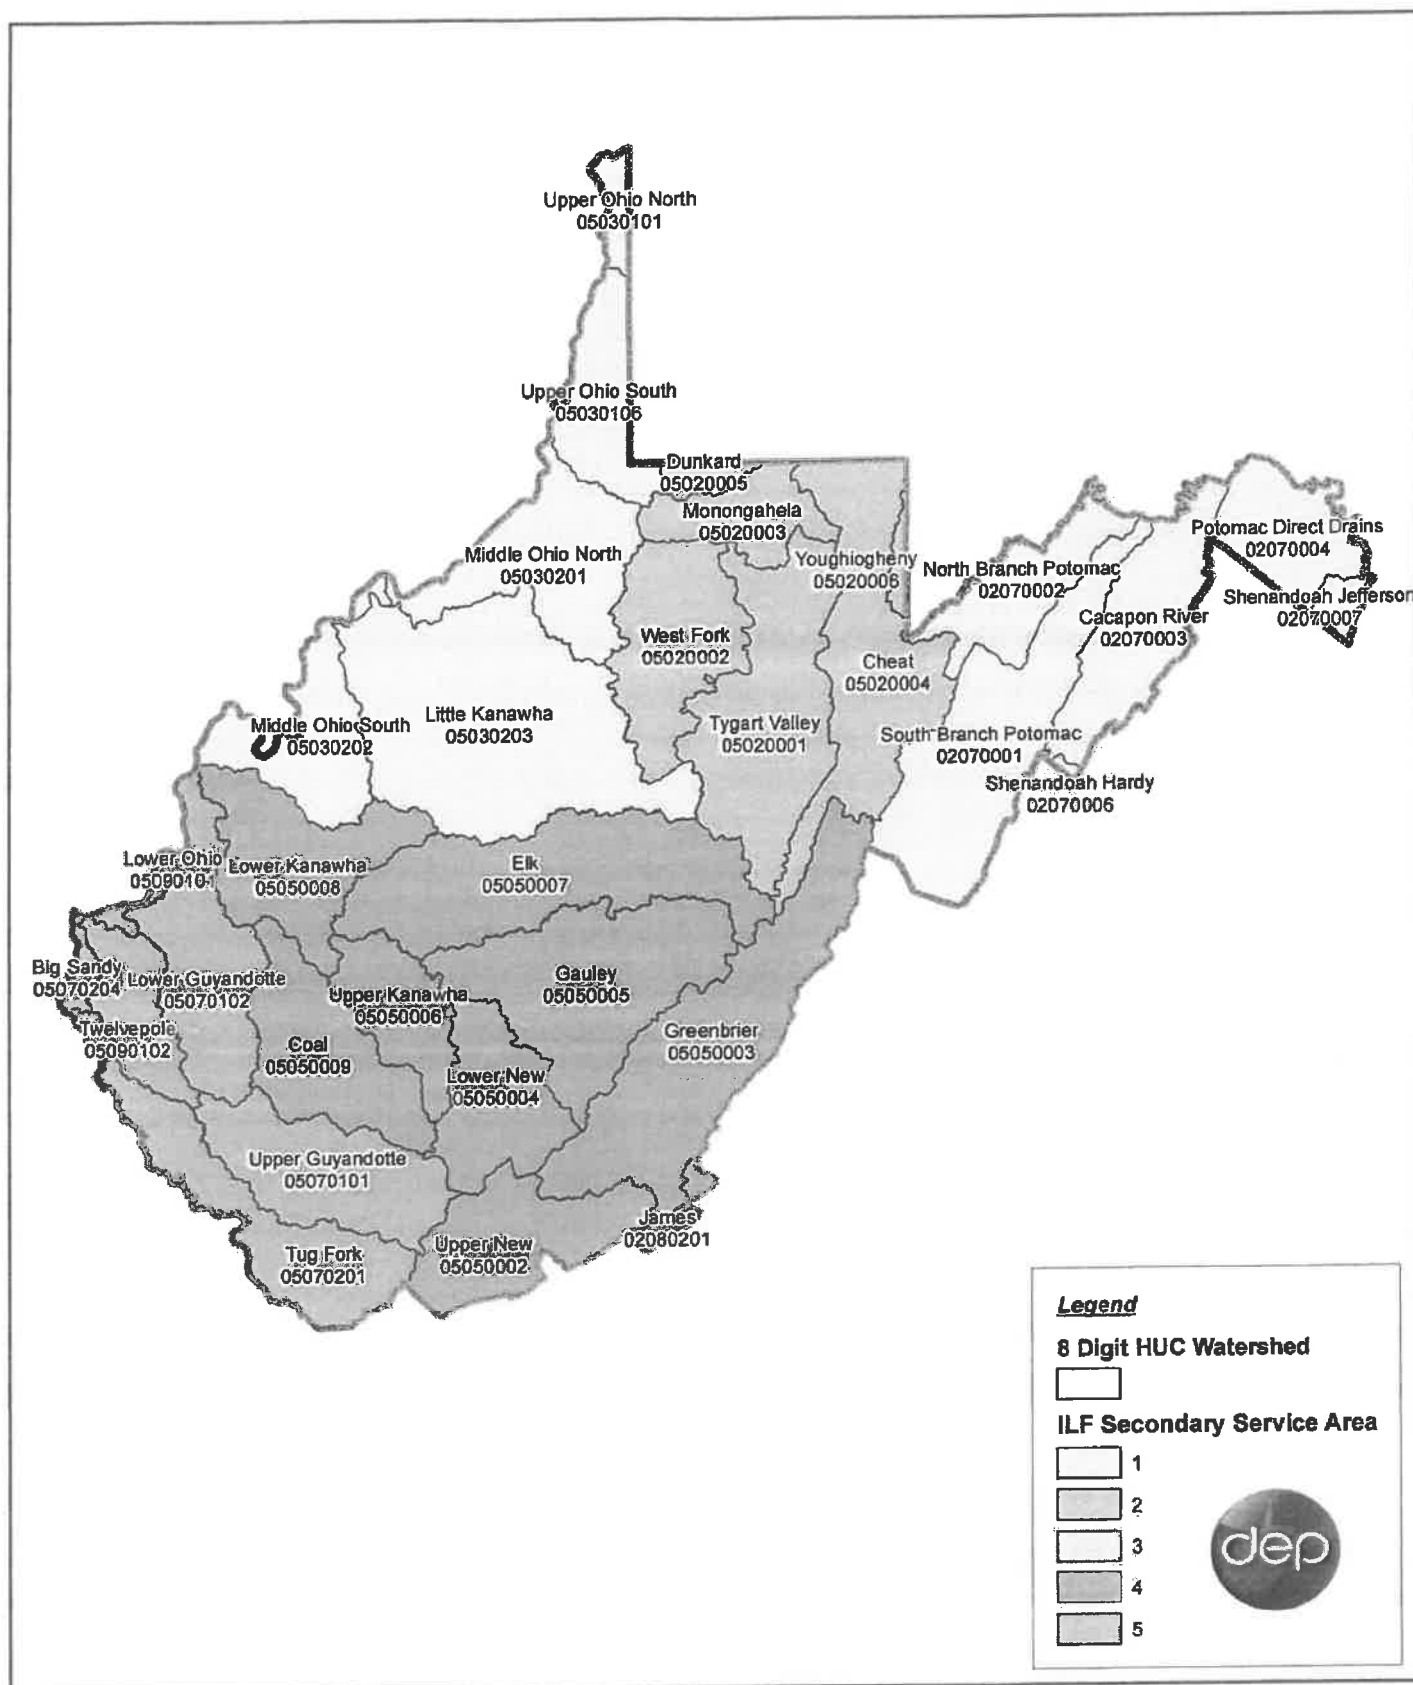 Upper Ohio North
05030101
Upper Ohio South
05030106
Dunkard
05020005
Monongahela
05020003
Middle Ohio North
05030201
Youghiogheny
05020006
North Branch Potomac
02070002
Potomac Direct Drains
02070004
Shenandoah Jefferson
02070007
Cacapon River
02070003
West Fork
05020002
Cheat
05020004
Little Kanawha
05030203
Middle Ohio South
05030202
Tygart Valley
05020001
South Branch Potomac
02070001
Shenandoah Hardy
02070006
Lower Ohio
05090101
Lower Kanawha
05050008
Elk
05050007
Big Sandy
05070204
Lower Guyandotte
05070102
Upper Kanawha
05050006
Gauley
05050005
Twelvepole
05090102
Coal
05050009
Greenbrier
05050003
Lower New
05050004
Upper Guyandotte
05070101
James
02080201
Tug Fork
05070201
Upper New
05050002
Legend
8 Digit HUC Watershed
ILF Secondary Service Area
1
2
3
4
5
dep